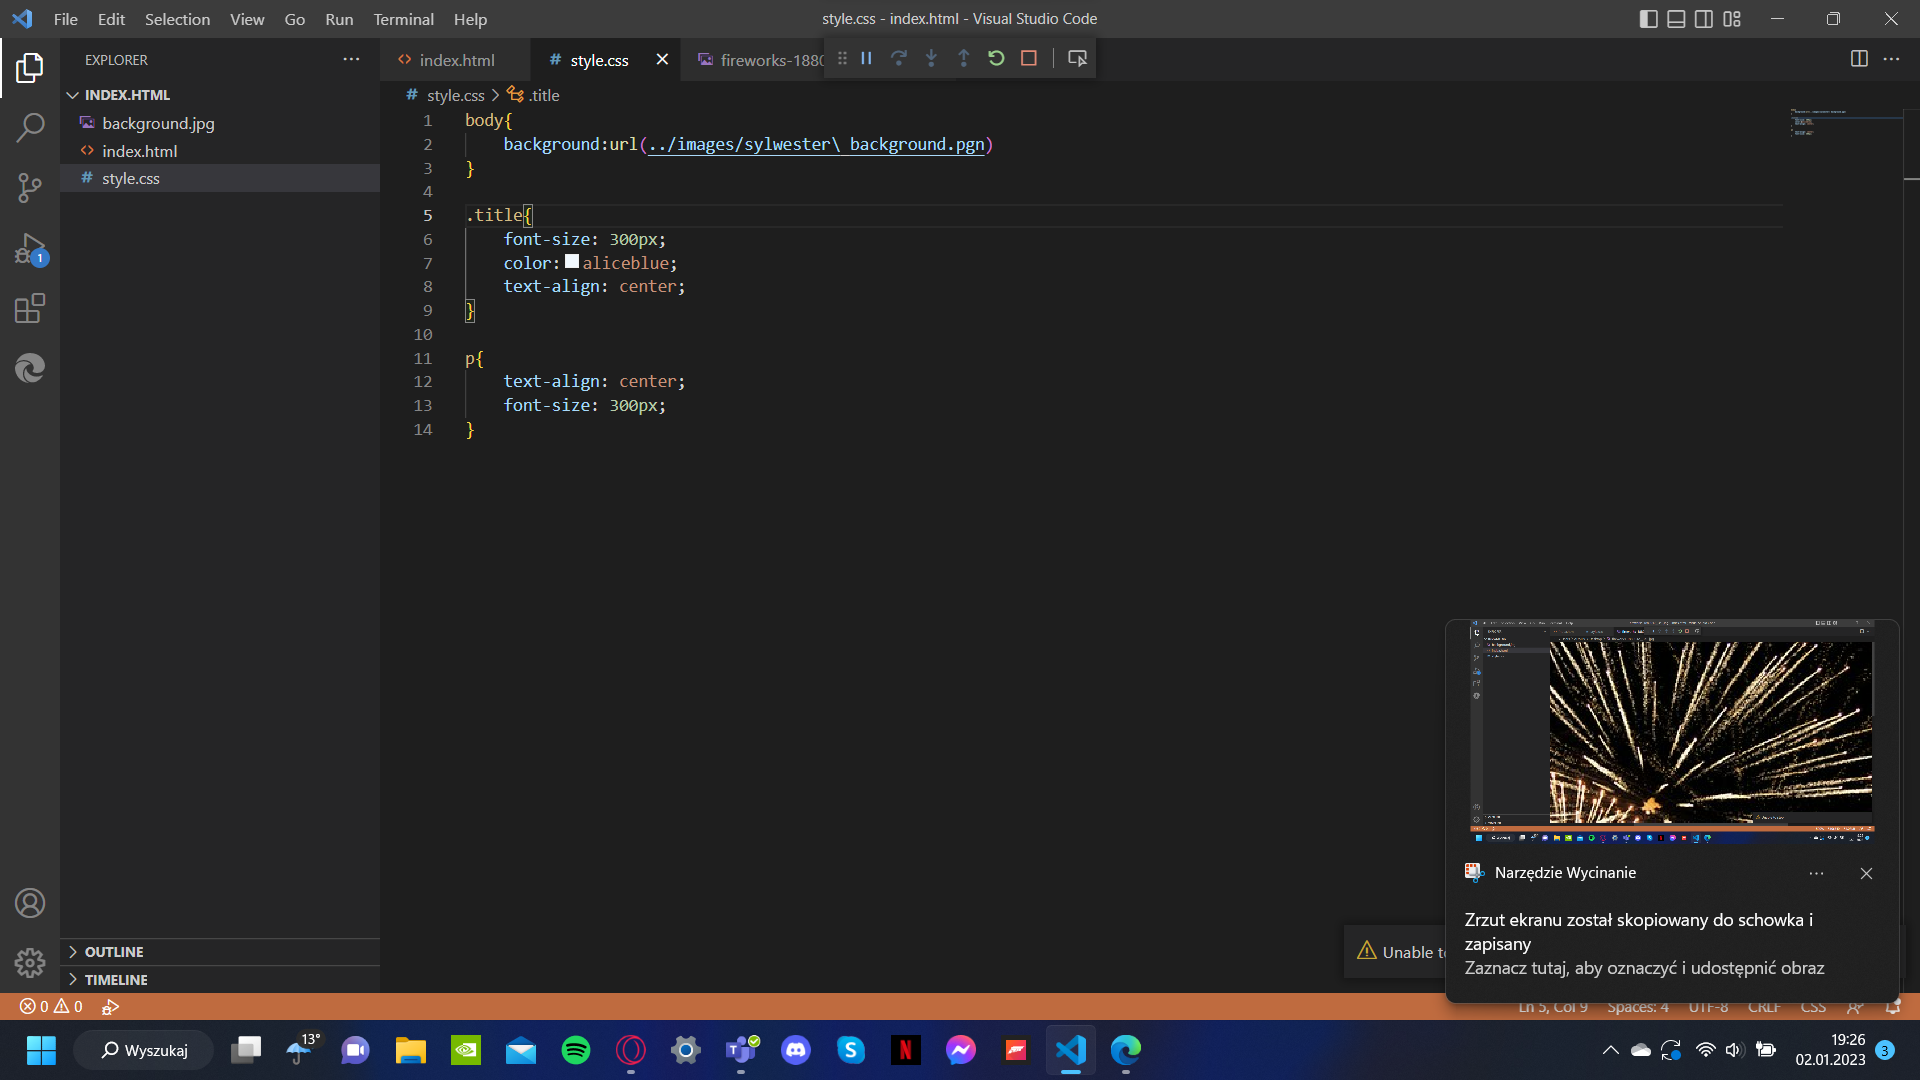 File Edit Selection View Go Run Terminal Help
style.css - index.html - Visual Studio Code
EXPLORER
index.html
style.css
fireworks-1880
INDEX.HTML
background.jpg
index.html
style.css
style.css > .title
1 body{
2 background:url(../images/sylwester\ background.pgn)
3 }
4
5 .title{
6 font-size: 300px;
7 color: aliceblue;
8 text-align: center;
9 }
10
11 p{
12 text-align: center;
13 font-size: 300px;
14 }
1
OUTLINE
TIMELINE
Narzędzie Wycinanie
Zrzut ekranu został skopiowany do schowka i
zapisany
Zaznacz tutaj, aby oznaczyć i udostępnić obraz
Unable to
0 0
Ln 5, Col 9 Spaces: 4 UTF-8 CRLF CSS
Wyszukaj
13°
19:26
02.01.2023
3